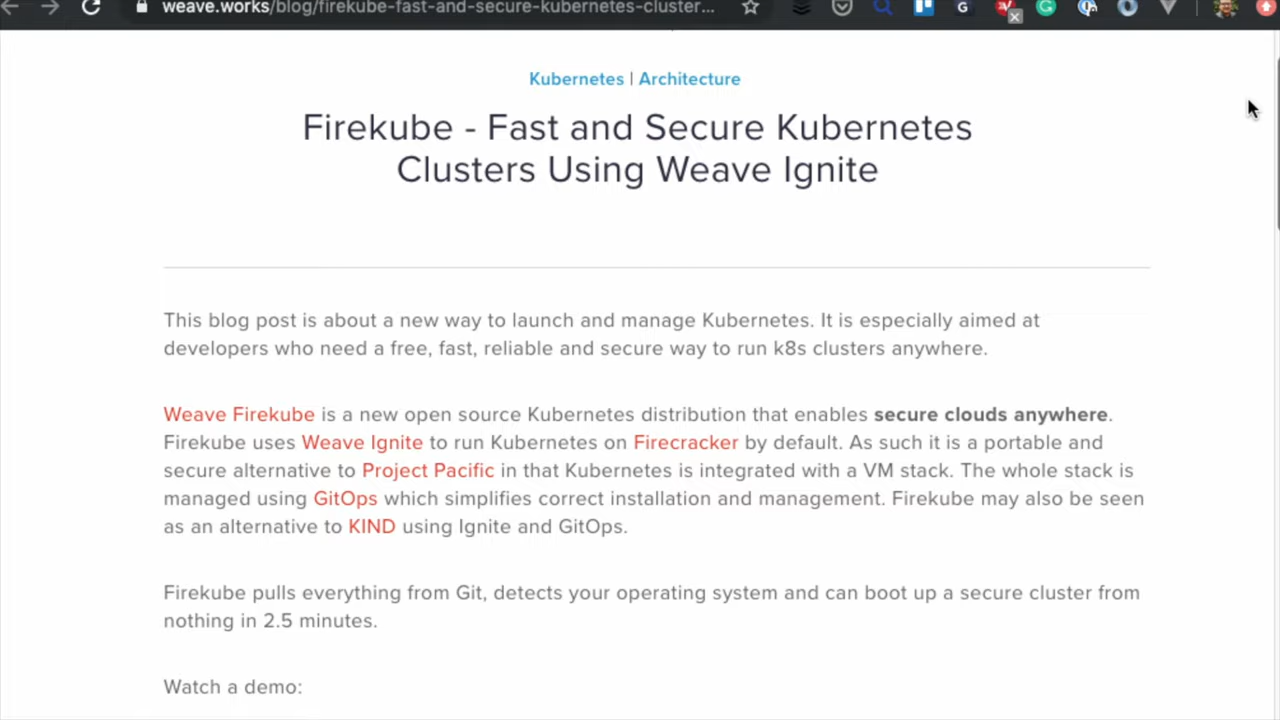 weave.works/blog/firekube-fast-and-secure-kubernetes-cluster...
Kubernetes | Architecture
Firekube - Fast and Secure Kubernetes
Clusters Using Weave Ignite
This blog post is about a new way to launch and manage Kubernetes. It is especially aimed at
developers who need a free, fast, reliable and secure way to run k8s clusters anywhere.
Weave Firekube is a new open source Kubernetes distribution that enables secure clouds anywhere.
Firekube uses Weave Ignite to run Kubernetes on Firecracker by default. As such it is a portable and
secure alternative to Project Pacific in that Kubernetes is integrated with a VM stack. The whole stack is
managed using GitOps which simplifies correct installation and management. Firekube may also be seen
as an alternative to KIND using Ignite and GitOps.
Firekube pulls everything from Git, detects your operating system and can boot up a secure cluster from
nothing in 2.5 minutes.
Watch a demo: